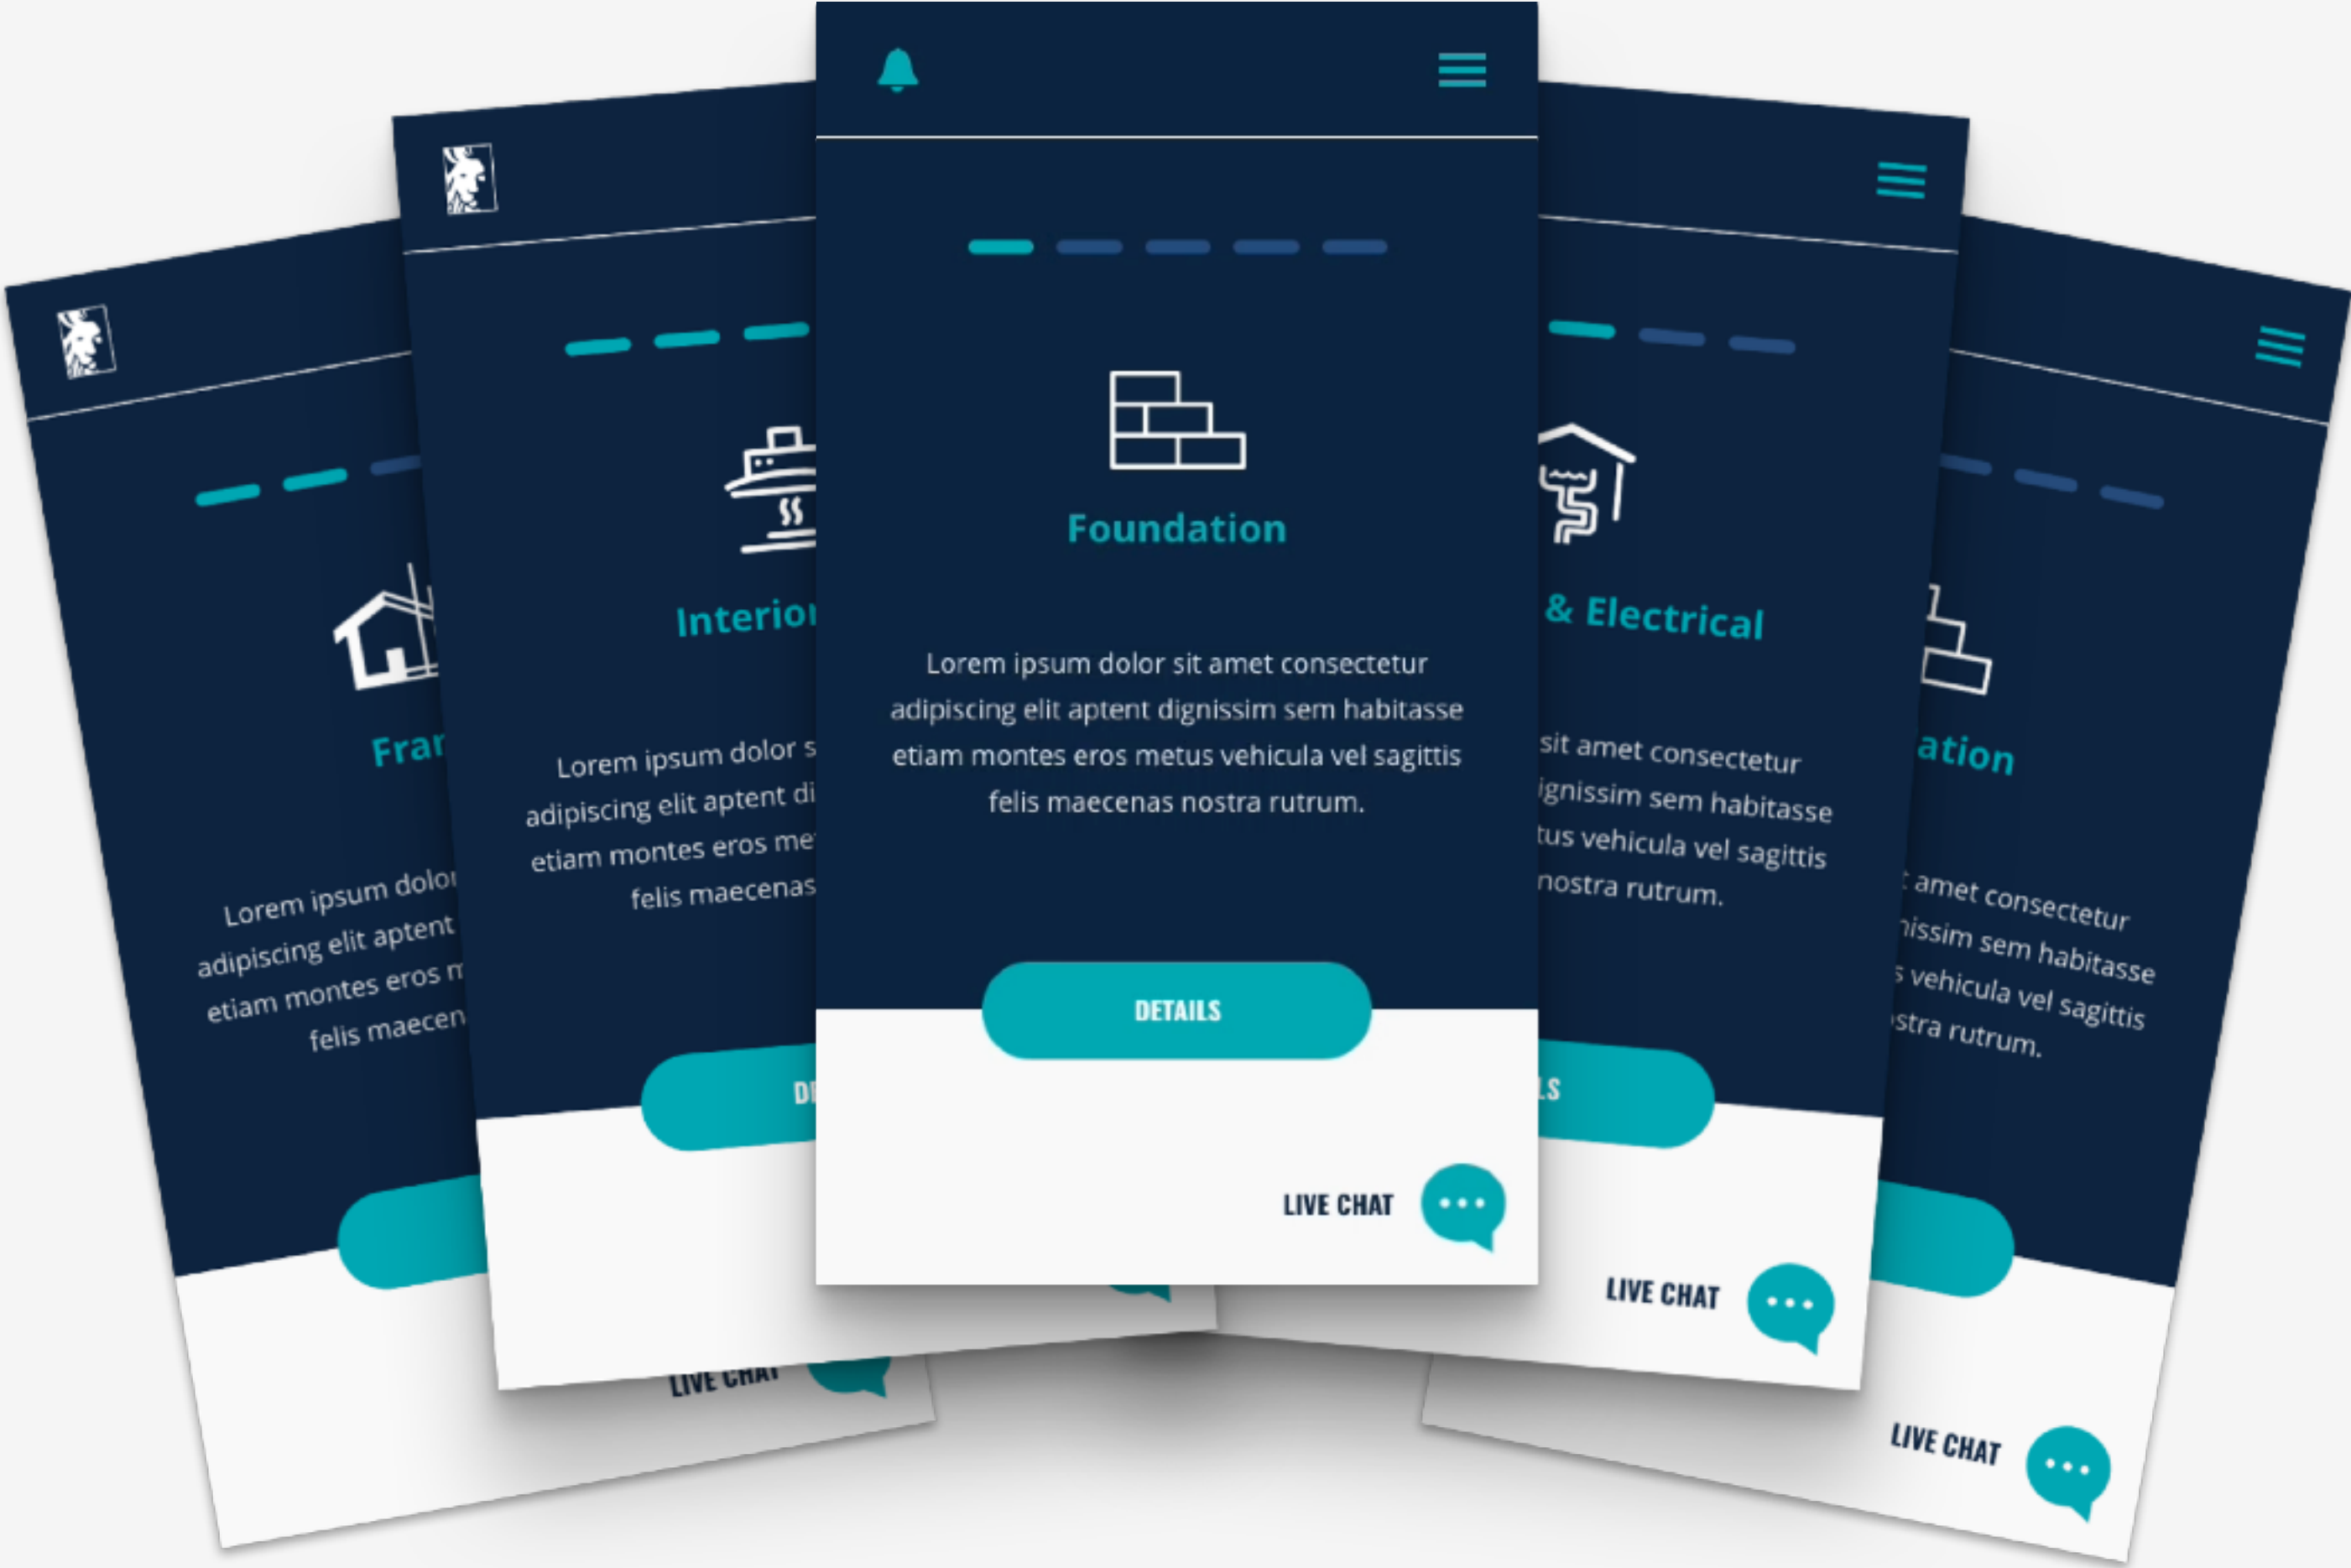 Foundation
Lorem ipsum dolor sit amet consectetur
adipiscing elit aptent dignissim sem habitasse
etiam montes eros metus vehicula vel sagittis
felis maecenas nostra rutrum.
DETAILS
LIVE CHAT
Interior
Lorem ipsum dolor
adipiscing elit aptent
etiam montes eros
felis maecenas
Lorem ipsum dolor
adipiscing elit aptent
etiam montes eros
felis
LIVE CHAT
& Electrical
sit amet consectetur
sem habitasse
vehicula vel sagittis
nostra rutrum.
LIVE CHAT
amet consectetur
sem habitasse
vehicula vel sagittis
rutrum.
LIVE CHAT